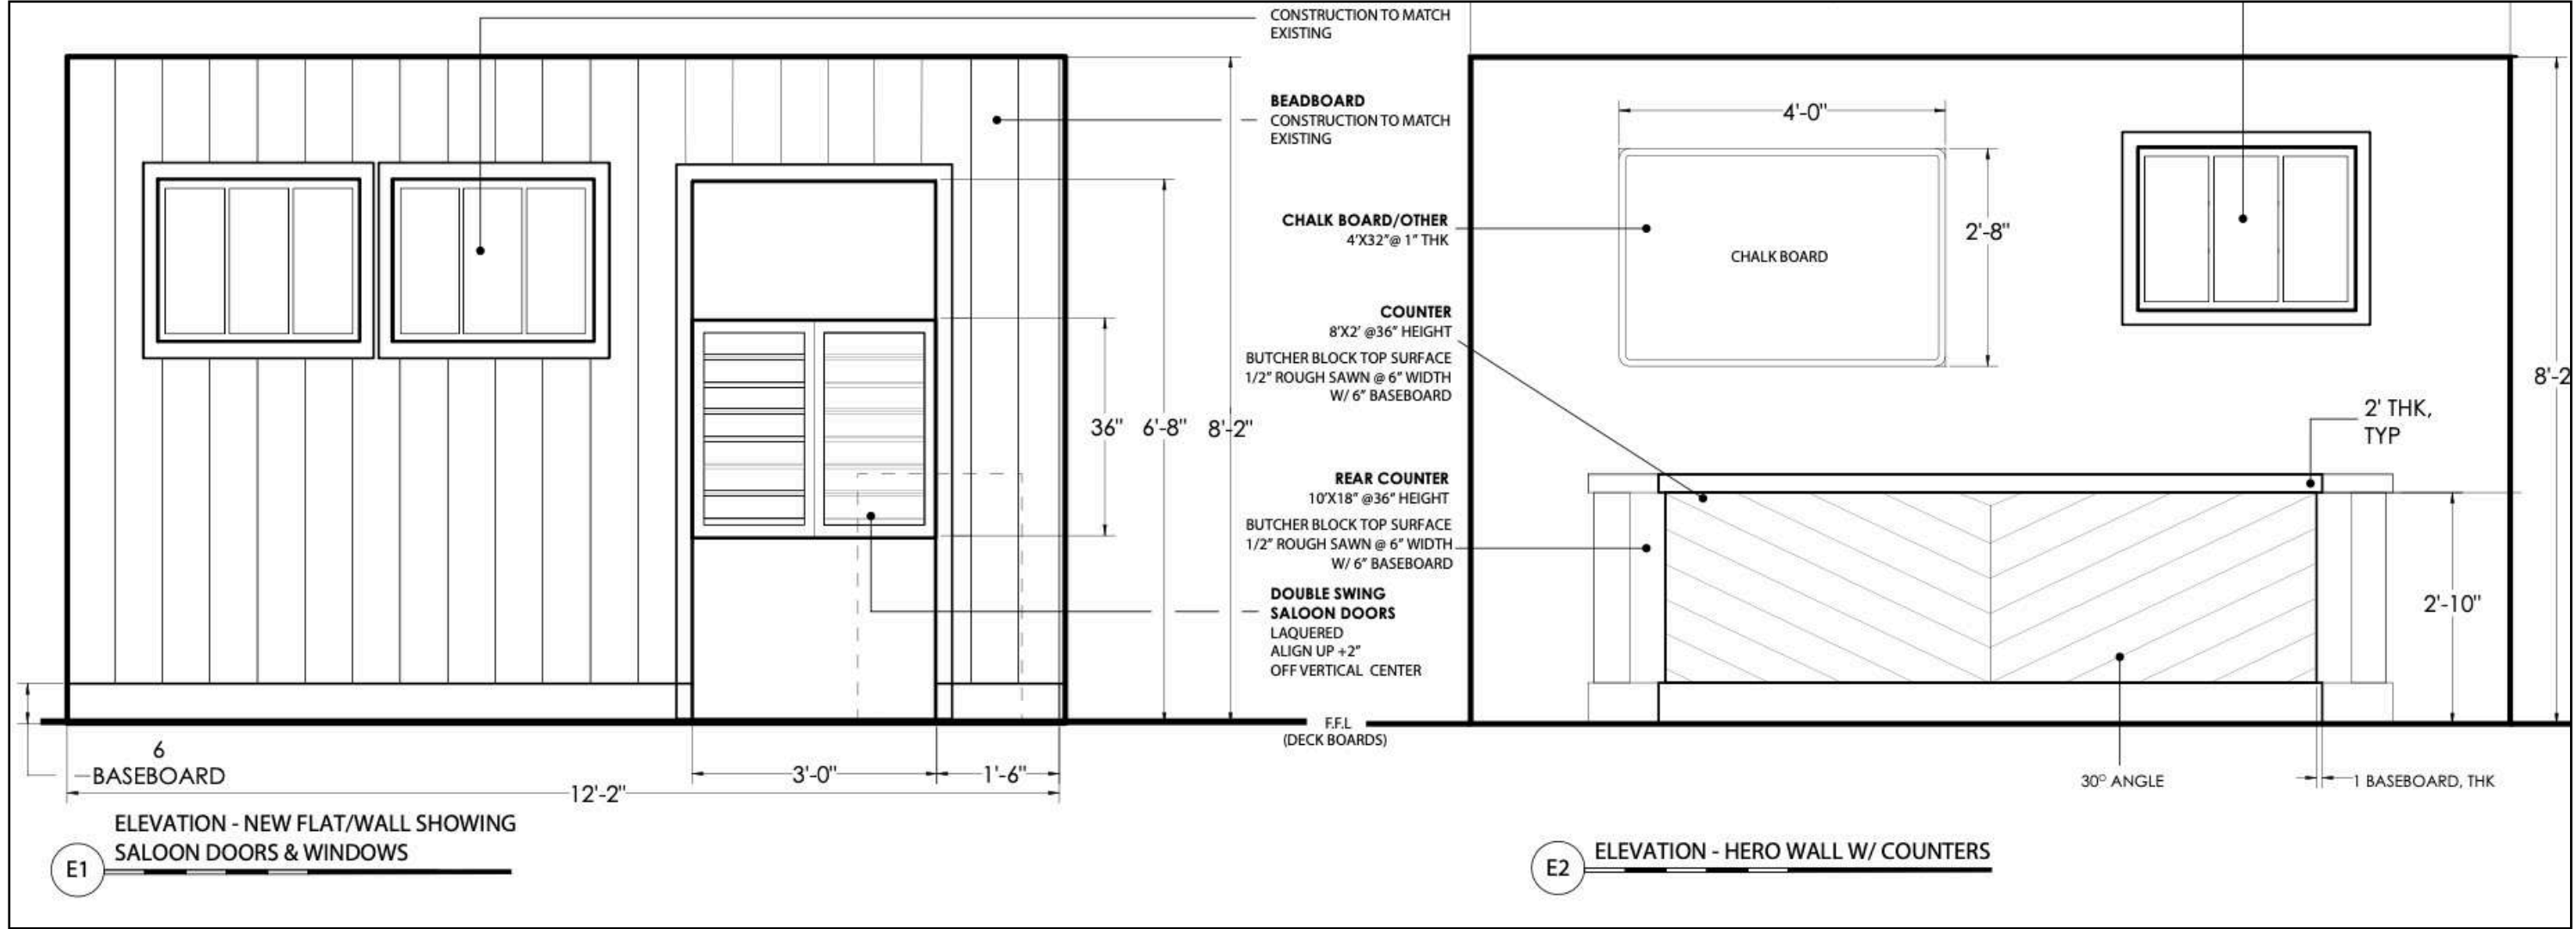 CONSTRUCTION TO MATCH
EXISTING
BEADBOARD
CONSTRUCTION TO MATCH
EXISTING
CHALK BOARD/OTHER
4'X32"@ 1" THK
COUNTER
8'X2' @36" HEIGHT
BUTCHER BLOCK TOP SURFACE
1/2" ROUGH SAWN @ 6" WIDTH
W/ 6" BASEBOARD
REAR COUNTER
10'X18" @36" HEIGHT
BUTCHER BLOCK TOP SURFACE
1/2" ROUGH SAWN @ 6" WIDTH
W/ 6" BASEBOARD
DOUBLE SWING
SALOON DOORS
LAQUERED
ALIGN UP +2"
OFF VERTICAL CENTER
36"
6'-8"
8'-2"
F.F.L
(DECK BOARDS)
6
BASEBOARD
3'-0"
1'-6"
12'-2"
ELEVATION - NEW FLAT/WALL SHOWING
SALOON DOORS & WINDOWS
E1
4'-0"
2'-8"
CHALK BOARD
8'-2
2' THK,
TYP
2'-10"
30° ANGLE
1 BASEBOARD, THK
ELEVATION - HERO WALL W/ COUNTERS
E2